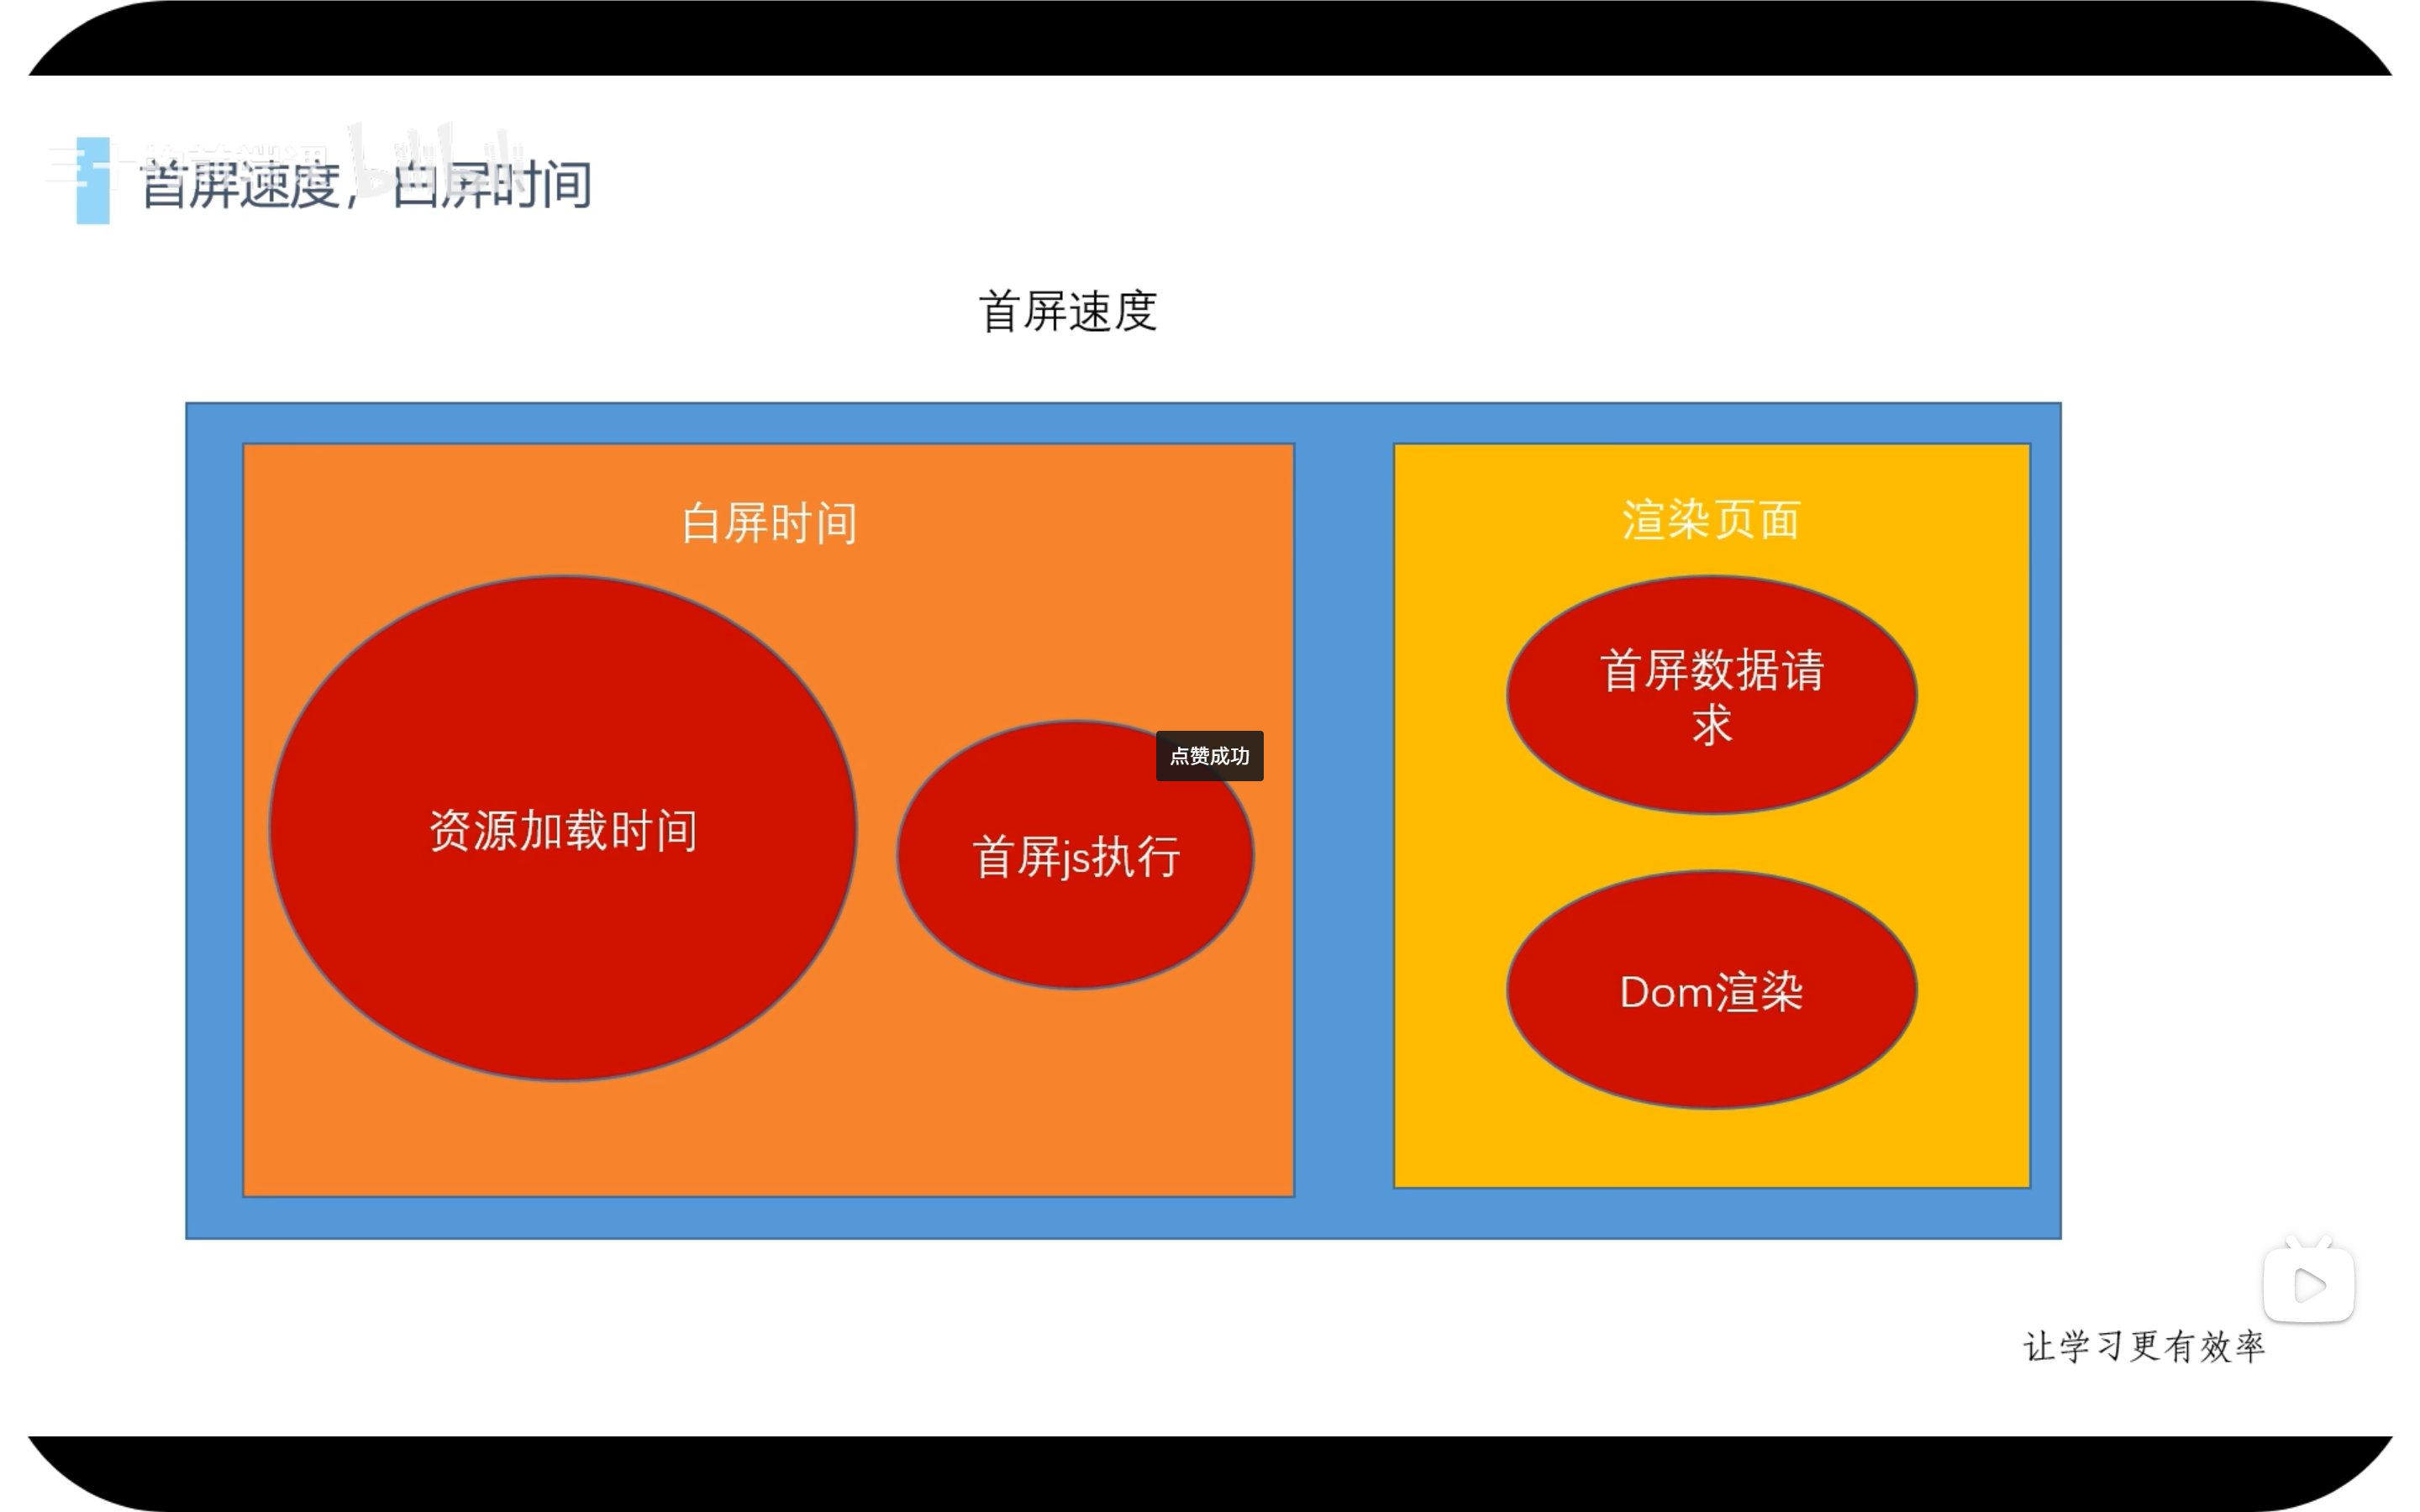 首屏速度，白屏时间
首屏速度
白屏时间
渲染页面
首屏数据请
求
资源加载时间
首屏js执行
点赞成功
Dom渲染
让学习更有效率